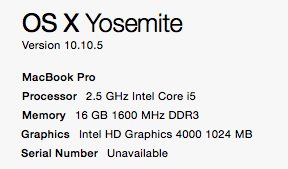 OS X Yosemite
Version 10.10.5
MacBook Pro
Processor 2.5 GHz Intel Core i5
Memory 16 GB 1600 MHz DDR3
Graphics Intel HD Graphics 4000 1024 MB
Serial Number Unavailable